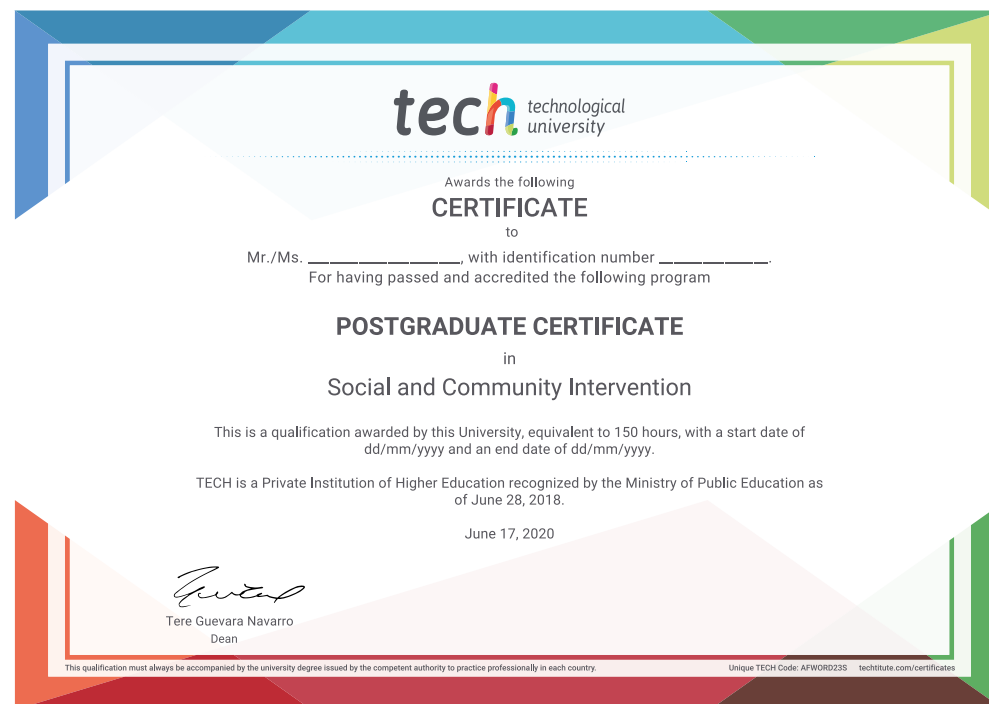 tech technological
university
Awards the following
CERTIFICATE
to
Mr./Ms. ____________________, with identification number ______________.
For having passed and accredited the following program
POSTGRADUATE CERTIFICATE
in
Social and Community Intervention
This is a qualification awarded by this University, equivalent to 150 hours, with a start date of
dd/mm/yyyy and an end date of dd/mm/yyyy.
TECH is a Private Institution of Higher Education recognized by the Ministry of Public Education as
of June 28, 2018.
June 17, 2020
Tere Guevara Navarro
Dean
This qualification must always be accompanied by the university degree issued by the competent authority to practice professionally in each country. Unique TECH Code: AFWORD23S techtitute.com/certificates